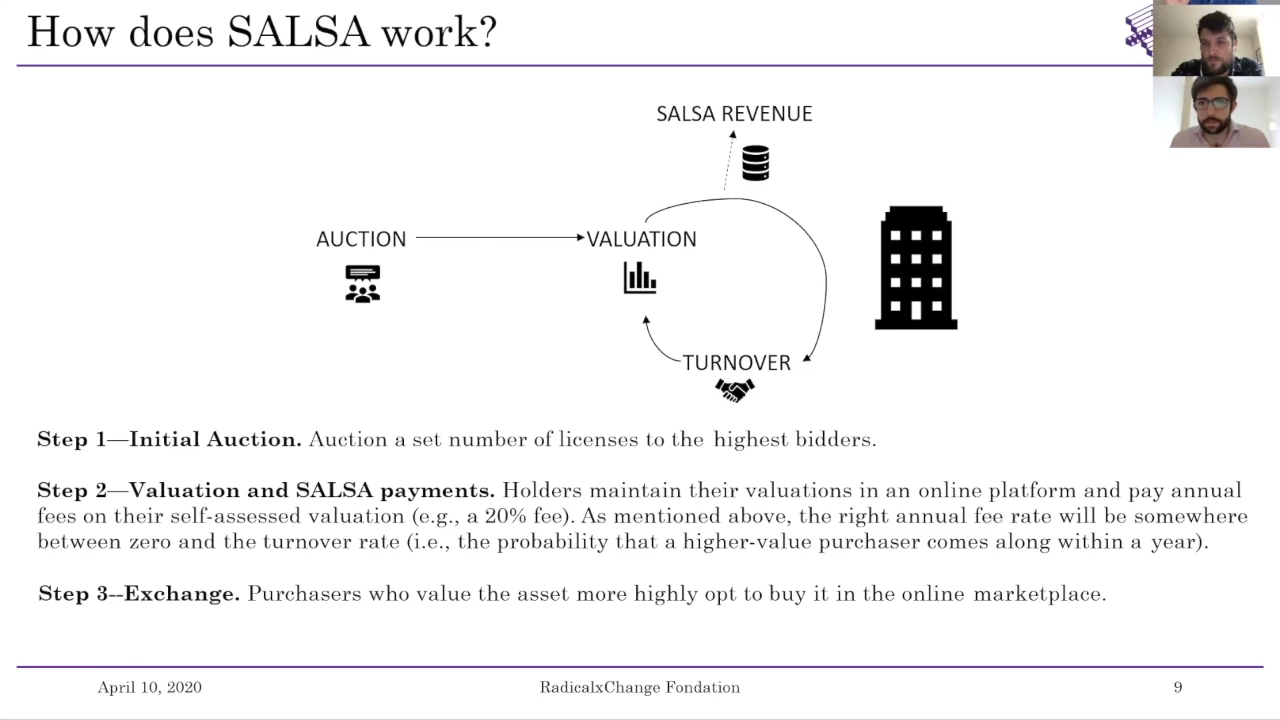 How does SALSA work?
SALSA REVENUE
AUCTION
VALUATION
TURNOVER
Step 1—Initial Auction. Auction a set number of licenses to the highest bidders.
Step 2—Valuation and SALSA payments. Holders maintain their valuations in an online platform and pay annual
fees on their self-assessed valuation (e.g., a 20% fee). As mentioned above, the right annual fee rate will be somewhere
between zero and the turnover rate (i.e., the probability that a higher-value purchaser comes along within a year).
Step 3--Exchange. Purchasers who value the asset more highly opt to buy it in the online marketplace.
April 10, 2020
RadicalxChange Fondation
9